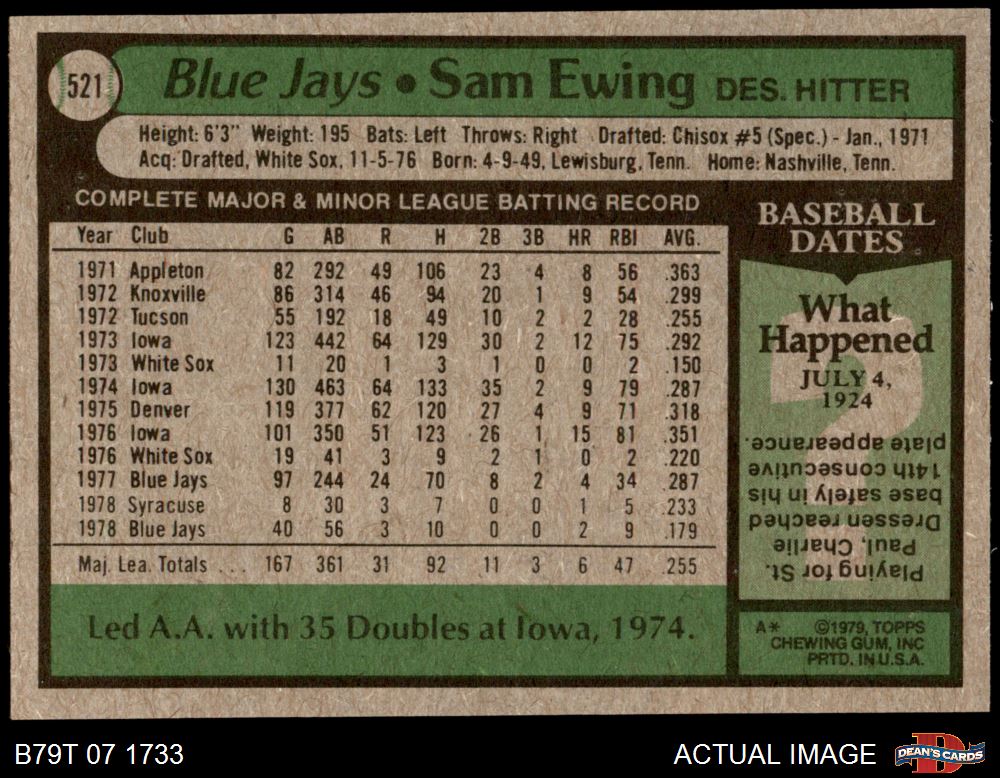 521
Blue Jays • Sam Ewing DES. HITTER
Height: 6'3" Weight: 195 Bats: Left Throws: Right Drafted: Chisox #5 (Spec.) - Jan., 1971
Acq: Drafted, White Sox, 11-5-76 Born: 4-9-49, Lewisburg, Tenn. Home: Nashville, Tenn.
COMPLETE MAJOR & MINOR LEAGUE BATTING RECORD
Year Club G AB R H 2B 3B HR RBI AVG.
1971 Appleton 82 292 49 106 23 4 8 56 .363
1972 Knoxville 86 314 46 94 20 1 9 54 .299
1972 Tucson 55 192 18 49 10 2 2 28 .255
1973 Iowa 123 442 64 129 30 2 12 75 .292
1973 White Sox 11 20 1 3 1 0 0 2 .150
1974 Iowa 130 463 64 133 35 2 9 79 .287
1975 Denver 119 377 62 120 27 4 9 71 .318
1976 Iowa 101 350 51 123 26 1 15 81 .351
1976 White Sox 19 41 3 9 2 1 0 2 .220
1977 Blue Jays 97 244 24 70 8 2 4 34 .287
1978 Syracuse 8 30 3 7 0 0 1 5 .233
1978 Blue Jays 40 56 3 10 0 0 2 9 .179
Maj. Lea. Totals ... 167 361 31 92 11 3 6 47 .255
Led A.A. with 35 Doubles at Iowa, 1974.
BASEBALL
DATES
What
Happened
JULY 4,
1924
?
Playing for St.
Paul, Charlie
Dressen reached
base safely in his
14th consecutive
plate appearance.
A* ©1979, TOPPS
CHEWING GUM, INC
PRTD. IN U.S.A.
B79T 07 1733
ACTUAL IMAGE
D
DEAN'S CARDS